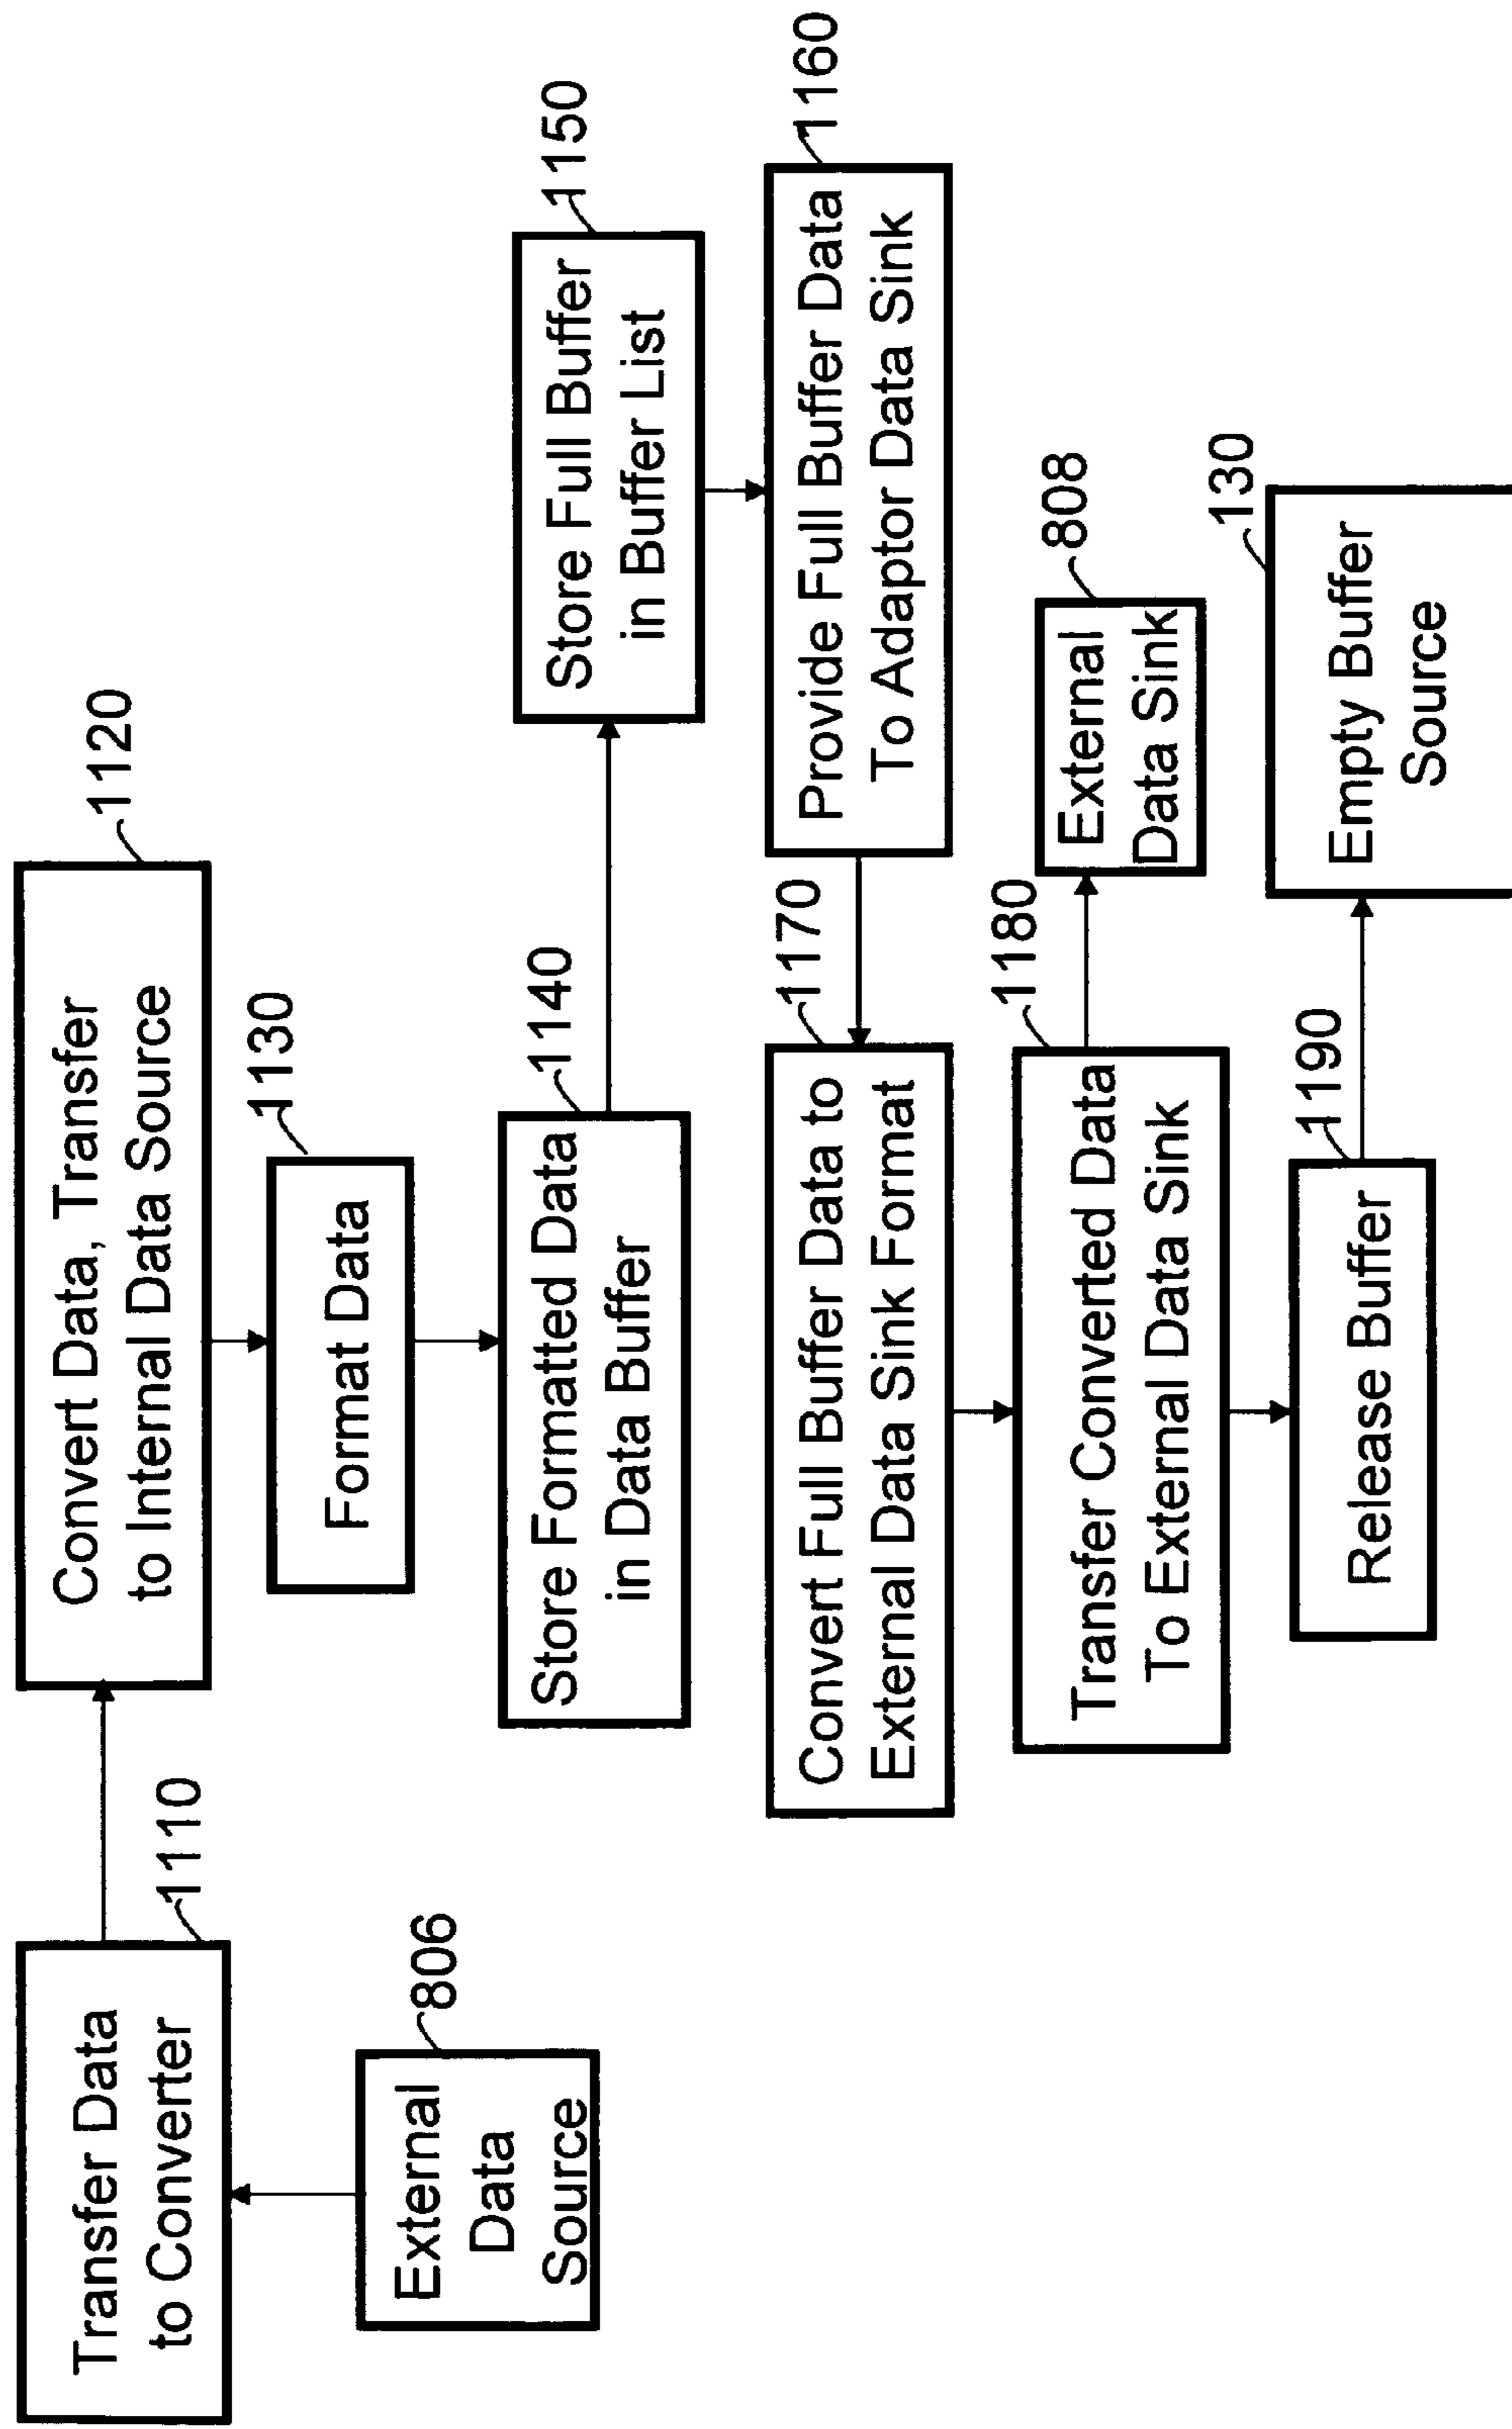 1110
Transfer Data
to Converter
806
External
Data
Source
1120
Convert Data, Transfer
to Internal Data Source
1130
Format Data
1140
Store Formatted Data
in Data Buffer
1150
Store Full Buffer
in Buffer List
1160
Provide Full Buffer Data
To Adaptor Data Sink
1170
Convert Full Buffer Data to
External Data Sink Format
1180
Transfer Converted Data
To External Data Sink
808
External
Data Sink
1190
Release Buffer
130
Empty Buffer
Source